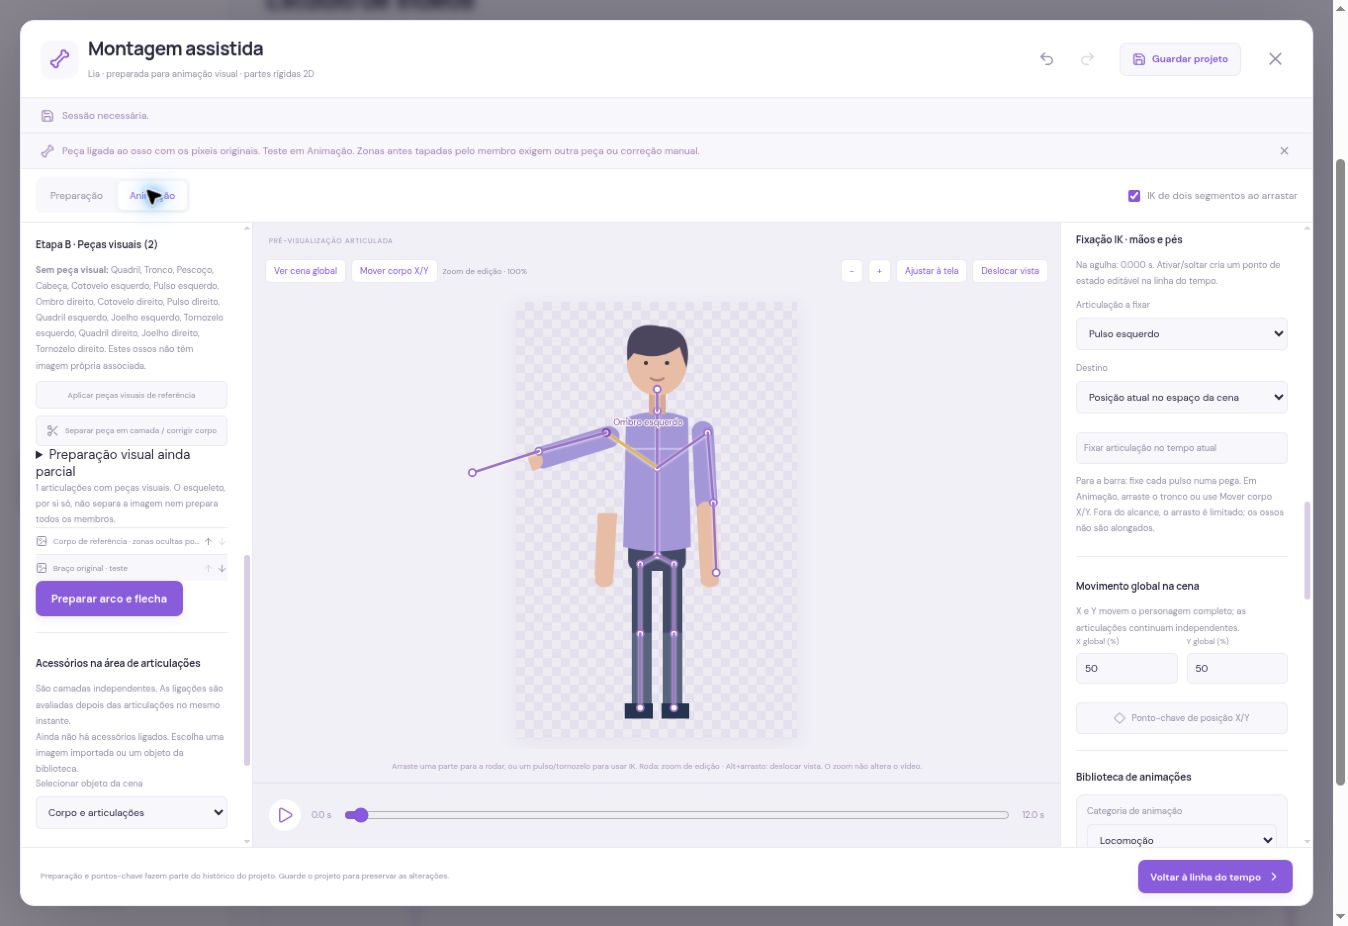 Montagem assistida
Lia · preparada para animação visual · partes rígidas 2D
Guardar projeto
Sessão necessária.
Peça ligada ao osso com os píxeis originais. Teste em Animação. Zonas antes tapadas pelo membro exigem outra peça ou correção manual.
Preparação
IK de dois segmentos ao arrastar
Etapa B · Peças visuais (2)
Sem peça visual: Quadril, Tronco, Pescoço,
Cabeça, Cotovelo esquerdo, Pulso esquerdo,
Ombro direito, Cotovelo direito, Pulso direito,
Quadril esquerdo, Joelho esquerdo, Tornozelo
esquerdo, Quadril direito, Joelho direito,
Tornozelo direito. Estes ossos não têm
imagem própria associada.
Aplicar peças visuais de referência
Separar peça em camada / corrigir corpo
Preparação visual ainda
parcial
1 articulações com peças visuais. O esqueleto,
por si só, não separa a imagem nem prepara
todos os membros.
Corpo de referência · zonas ocultas po...
Braço original · teste
Preparar arco e flecha
Acessórios na área de articulações
São camadas independentes. As ligações são
avaliadas depois das articulações no mesmo
instante.
Ainda não há acessórios ligados. Escolha uma
imagem importada ou um objeto da
biblioteca.
Selecionar objeto da cena
Corpo e articulações
PRÉ-VISUALIZAÇÃO ARTICULADA
Ver cena global
Mover corpo X/Y
Zoom de edição · 100%
−
+
Ajustar à tela
Deslocar vista
Ombro esquerdo
Arraste uma parte para a rodar, ou um pulso/tornozelo para usar IK. Roda: zoom de edição · Alt+arrasto: deslocar vista. O zoom não altera o vídeo.
0.0 s
12.0 s
Fixação IK · mãos e pés
Na agulha: 0.000 s. Ativar/soltar cria um ponto de
estado editável na linha do tempo.
Articulação a fixar
Pulso esquerdo
Destino
Posição atual no espaço da cena
Fixar articulação no tempo atual
Para a barra: fixe cada pulso numa pega. Em
Animação, arraste o tronco ou use Mover corpo
X/Y. Fora do alcance, o arrasto é limitado; os ossos
não são alongados.
Movimento global na cena
X e Y movem o personagem completo; as
articulações continuam independentes.
X global (%)
Y global (%)
50
50
Ponto-chave de posição X/Y
Biblioteca de animações
Categoria de animação
Locomoção
Preparação e pontos-chave fazem parte do histórico do projeto. Guarde o projeto para preservar as alterações.
Voltar à linha do tempo